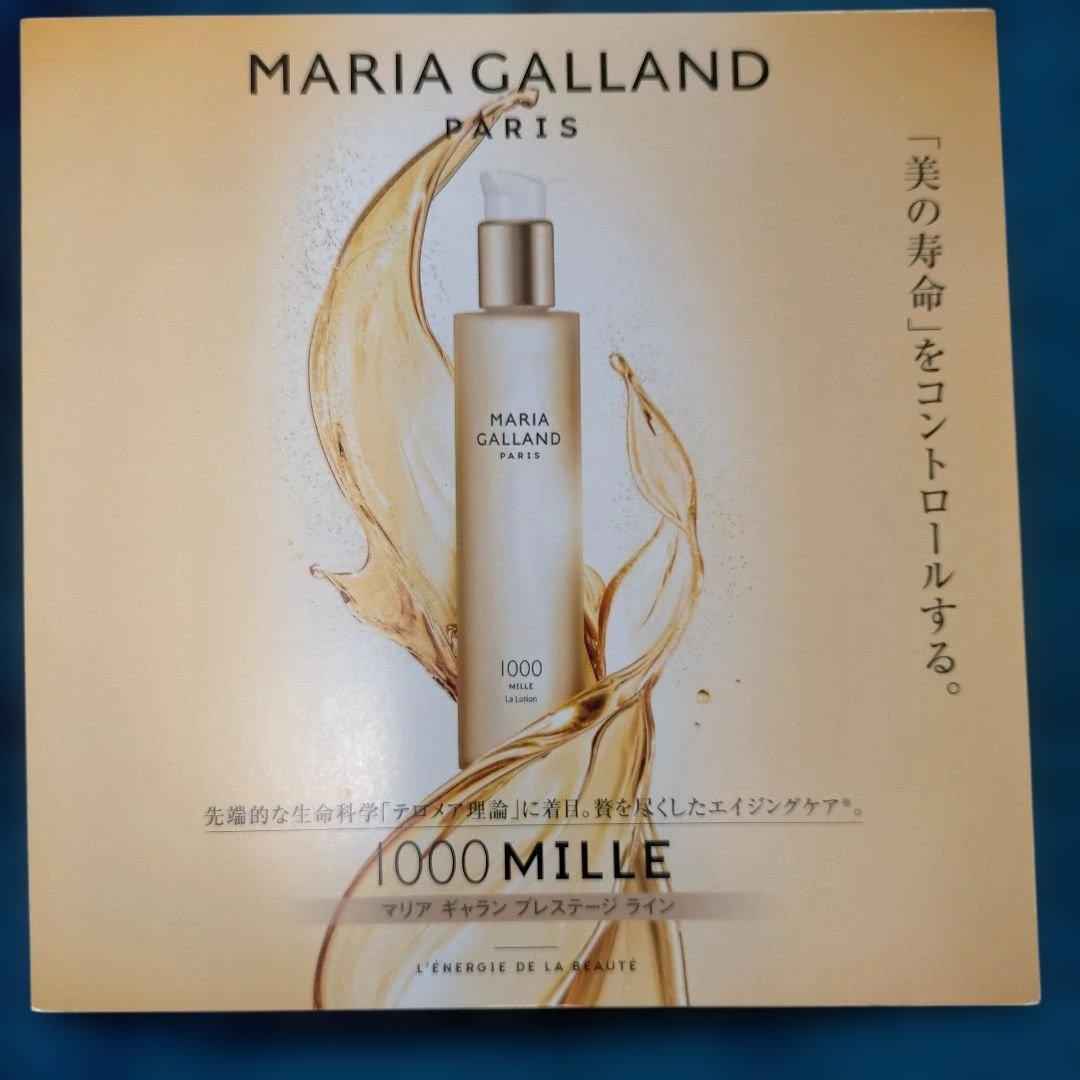 MARIA GALLAND
PARIS
「美の寿命」をコントロールする。
MARIA
GALLAND
PARIS
1000
MILLE
La Lotion
先端的な生命科学「テロメア理論」に着目。贅を尽くしたエイジングケア※。
1000 MILLE
マリア ギャラン プレステージ ライン
L'ÉNERGIE DE LA BEAUTÉ